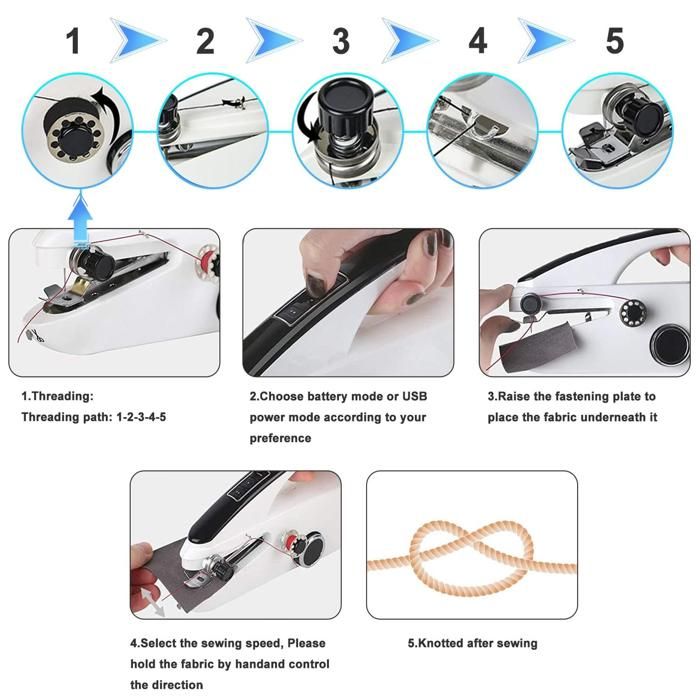 1 2 3 4 5
1.Threading:
Threading path: 1-2-3-4-5
2.Choose battery mode or USB
power mode according to your
preference
3.Raise the fastening plate to
place the fabric underneath it
4.Select the sewing speed, Please
hold the fabric by handand control
the direction
5.Knotted after sewing